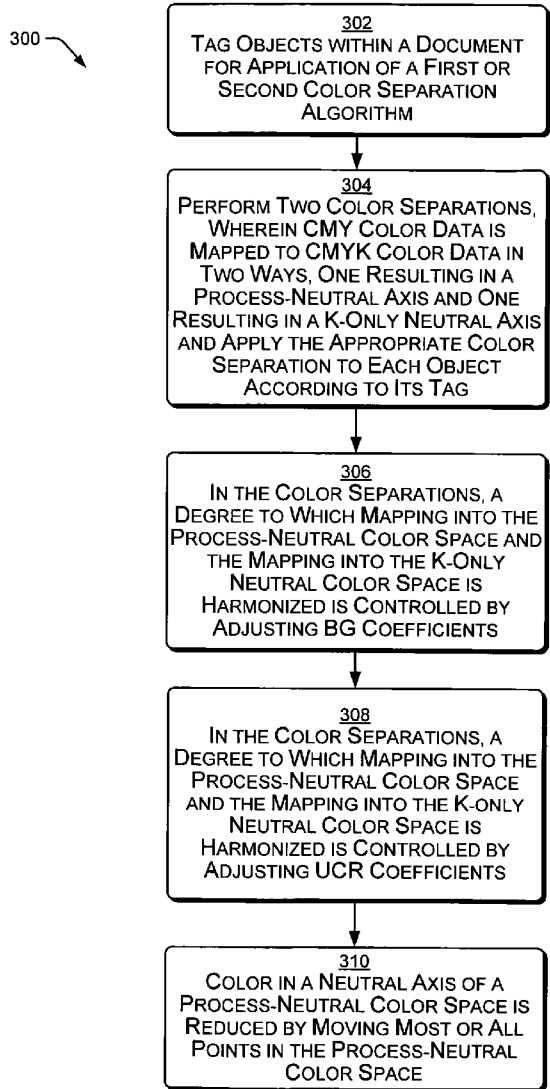 300
302
TAG OBJECTS WITHIN A DOCUMENT
FOR APPLICATION OF A FIRST OR
SECOND COLOR SEPARATION
ALGORITHM
304
PERFORM TWO COLOR SEPARATIONS,
WHEREIN CMY COLOR DATA IS
MAPPED TO CMYK COLOR DATA IN
TWO WAYS, ONE RESULTING IN A
PROCESS-NEUTRAL AXIS AND ONE
RESULTING IN A K-ONLY NEUTRAL AXIS
AND APPLY THE APPROPRIATE COLOR
SEPARATION TO EACH OBJECT
ACCORDING TO ITS TAG
306
IN THE COLOR SEPARATIONS, A
DEGREE TO WHICH MAPPING INTO THE
PROCESS-NEUTRAL COLOR SPACE AND
THE MAPPING INTO THE K-ONLY
NEUTRAL COLOR SPACE IS
HARMONIZED IS CONTROLLED BY
ADJUSTING BG COEFFICIENTS
308
IN THE COLOR SEPARATIONS, A
DEGREE TO WHICH MAPPING INTO THE
PROCESS-NEUTRAL COLOR SPACE
AND THE MAPPING INTO THE K-ONLY
NEUTRAL COLOR SPACE IS
HARMONIZED IS CONTROLLED BY
ADJUSTING UCR COEFFICIENTS
310
COLOR IN A NEUTRAL AXIS OF A
PROCESS-NEUTRAL COLOR SPACE IS
REDUCED BY MOVING MOST OR ALL
POINTS IN THE PROCESS-NEUTRAL
COLOR SPACE